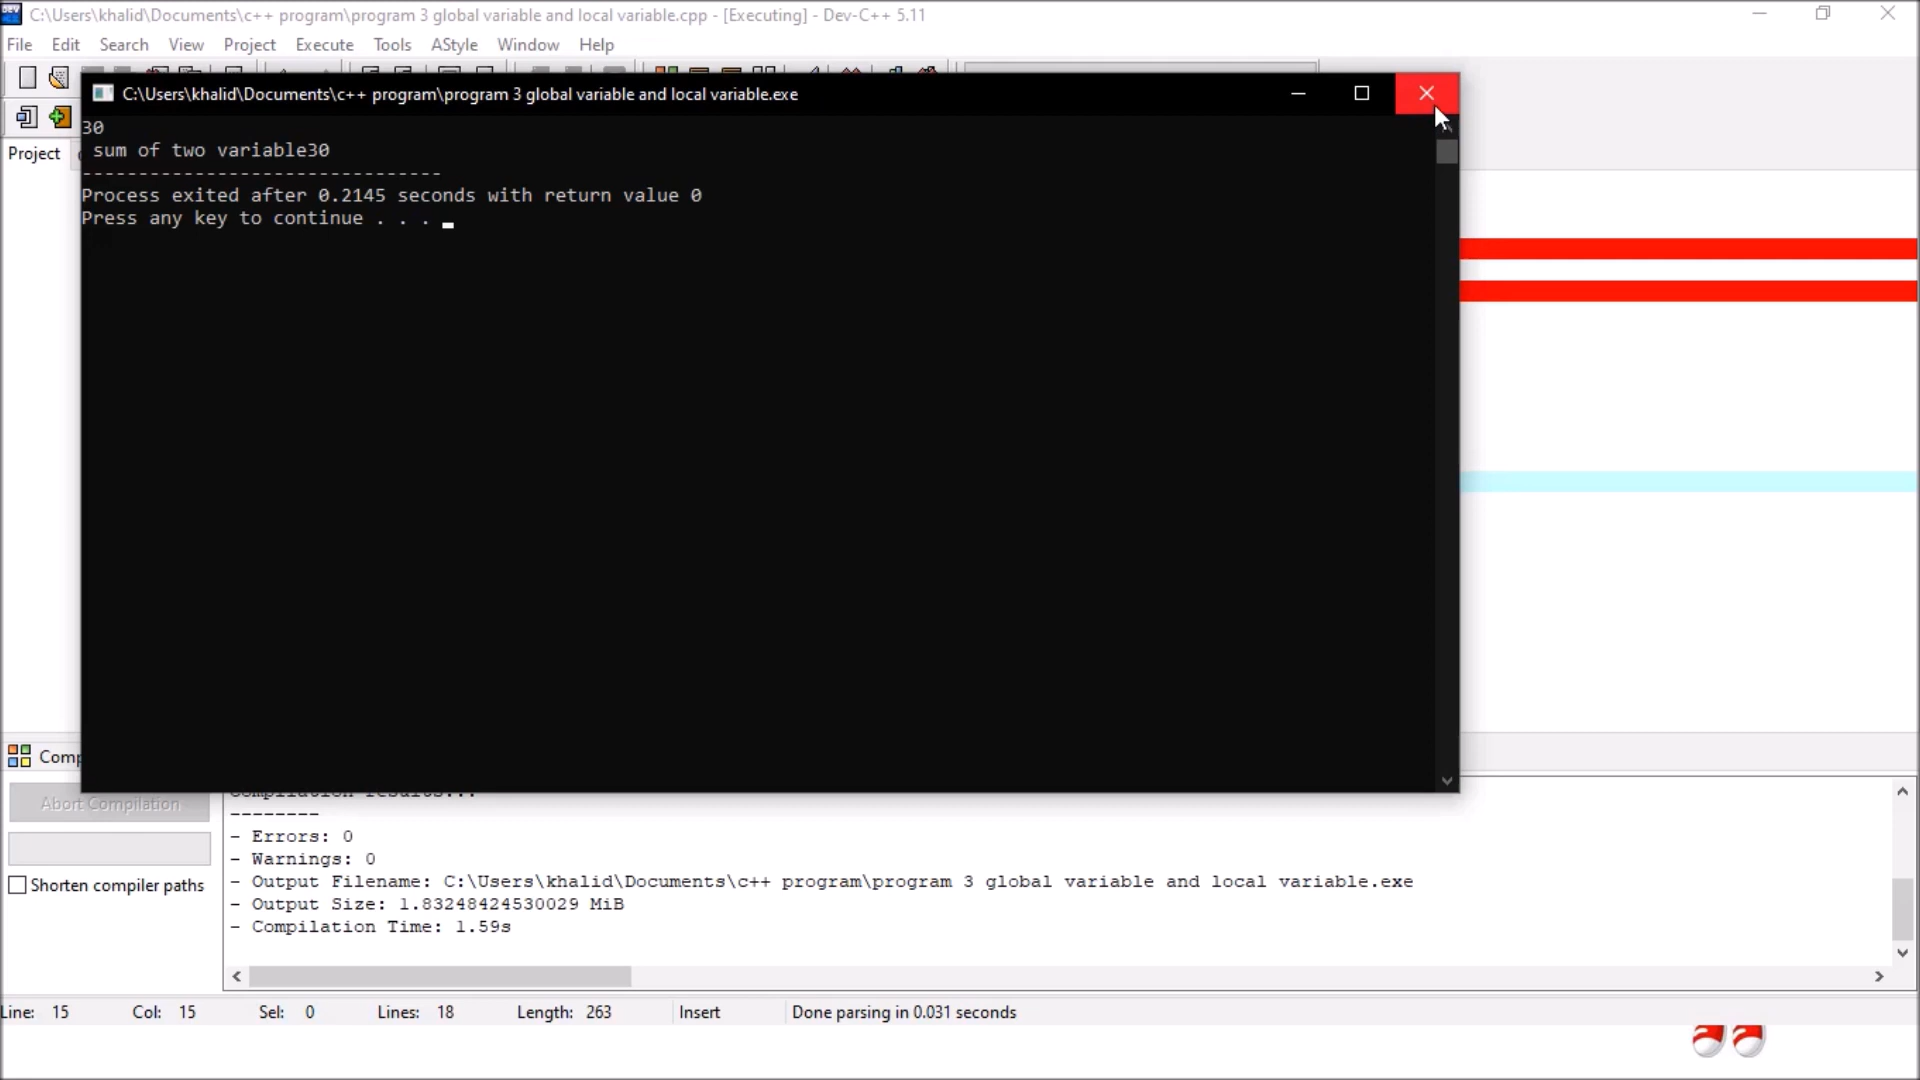 C:\Users\khalid\Documents\c++ program\program 3 global variable and local variable.cpp - [Executing] - Dev-C++ 5.11
File Edit Search View Project Execute Tools AStyle Window Help
C:\Users\khalid\Documents\c++ program\program 3 global variable and local variable.exe
30
Project
sum of two variable30
--------------------------------
Process exited after 0.2145 seconds with return value 0
Press any key to continue . . .
Abort Compilation
Compilation results...
--------
- Errors: 0
- Warnings: 0
Shorten compiler paths
- Output Filename: C:\Users\khalid\Documents\c++ program\program 3 global variable and local variable.exe
- Output Size: 1.83248424530029 MiB
- Compilation Time: 1.59s
Line: 15 Col: 15 Sel: 0 Lines: 18 Length: 263 Insert Done parsing in 0.031 seconds